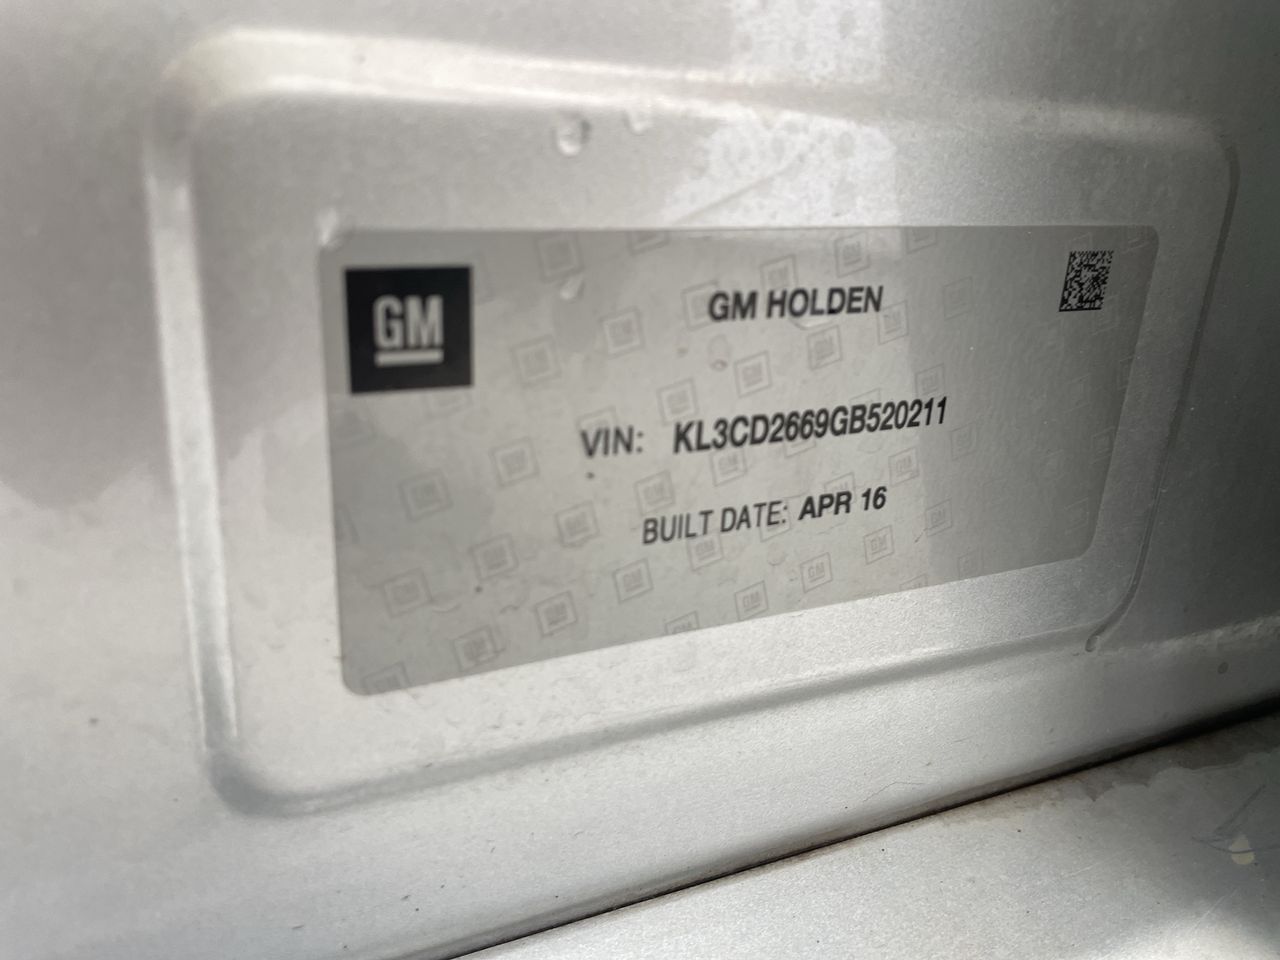 GM
GM HOLDEN
VIN: KL3CD2669GB520211
BUILT DATE: APR 16